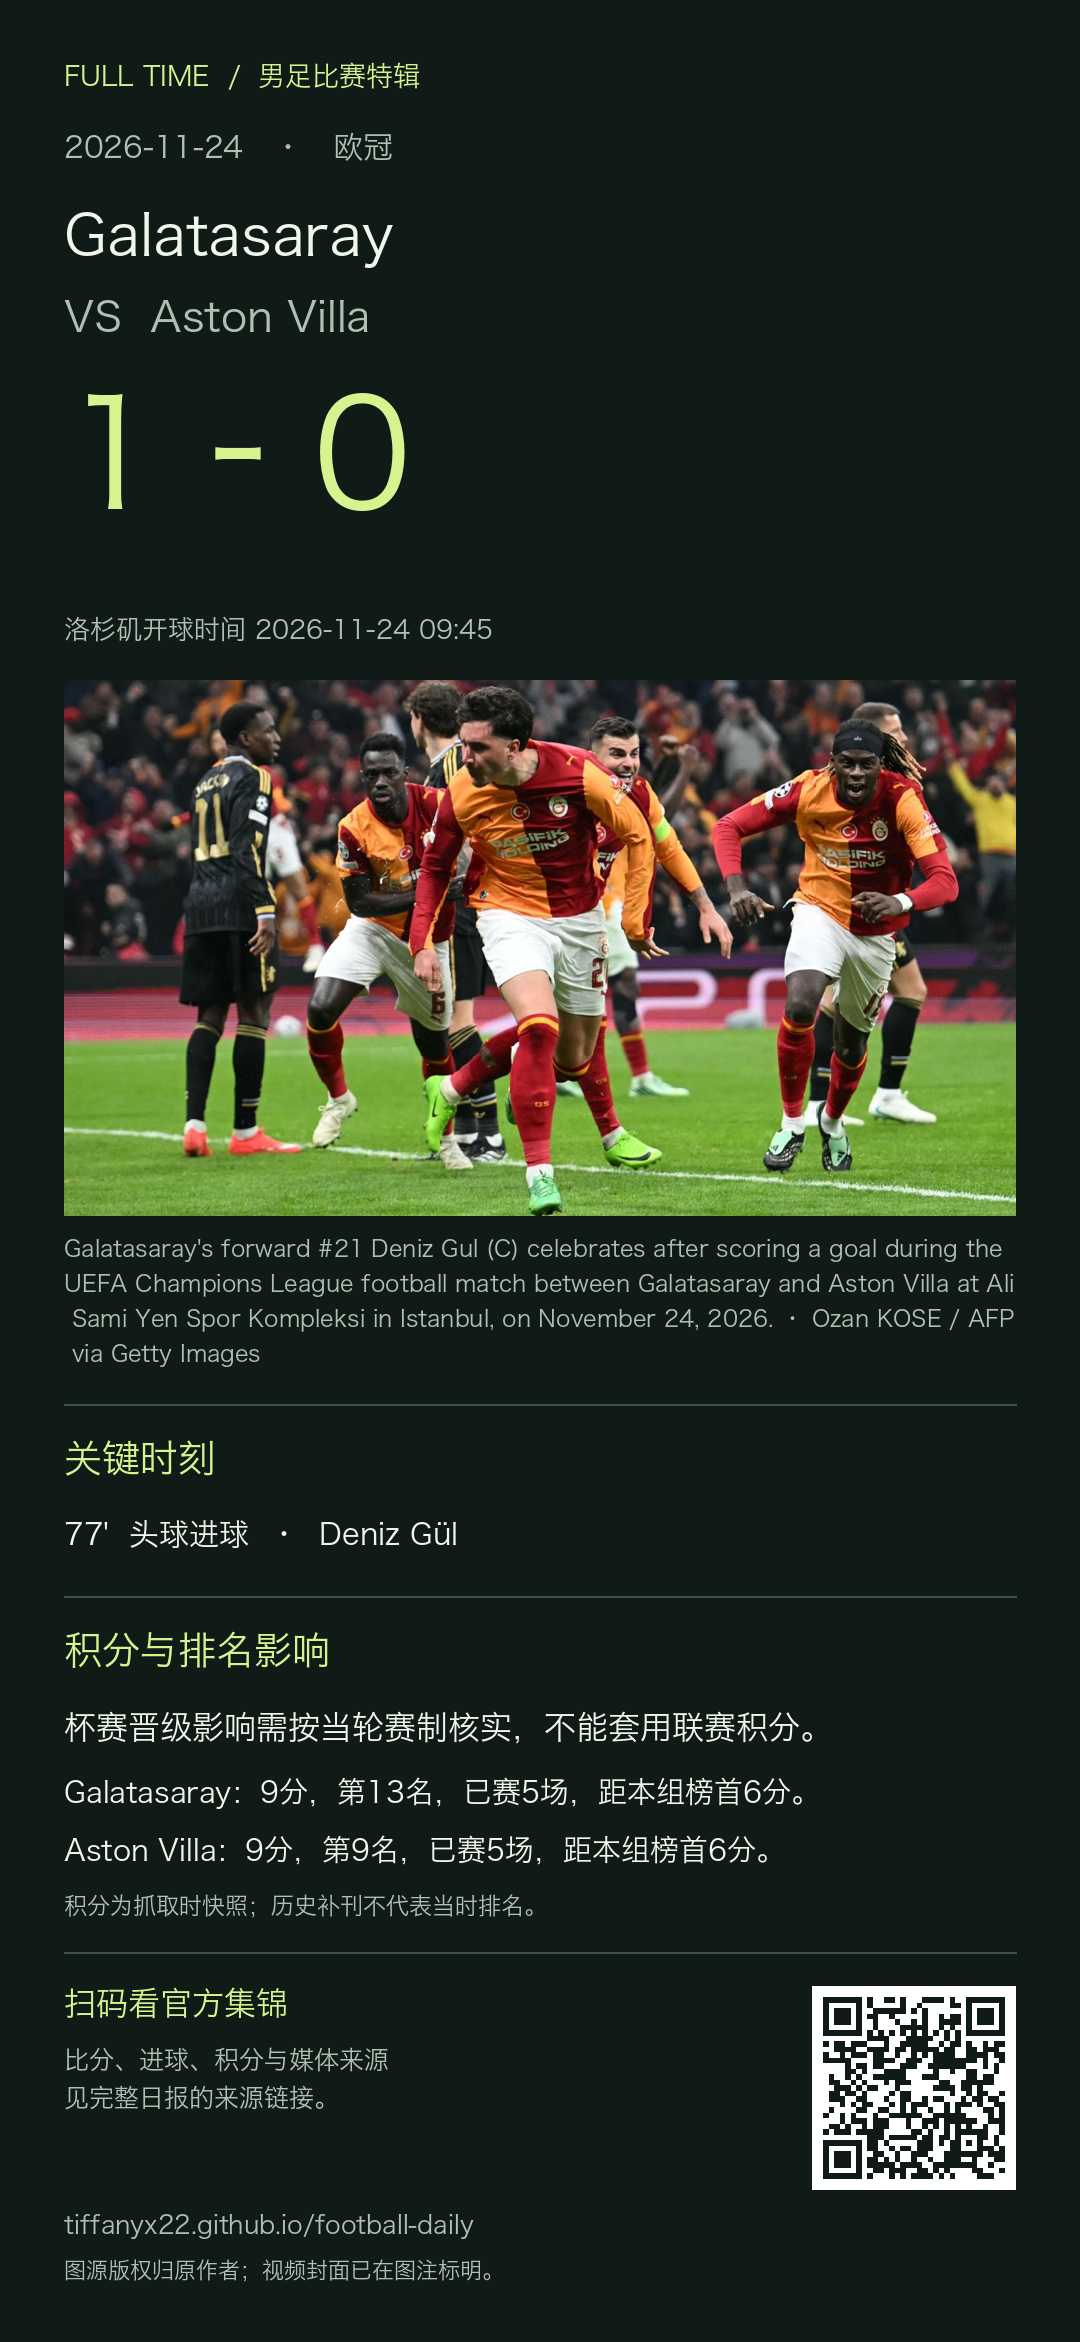 FULL TIME / 男足比赛特辑
2026-11-24 · 欧冠
Galatasaray
VS Aston Villa
1 - 0
洛杉矶开球时间 2026-11-24 09:45
11
PASIFIK
HOLDING
PASIFIK
HOLDING
6
21
GS
Galatasaray's forward #21 Deniz Gul (C) celebrates after scoring a goal during the
UEFA Champions League football match between Galatasaray and Aston Villa at Ali
Sami Yen Spor Kompleksi in Istanbul, on November 24, 2026. · Ozan KOSE / AFP
via Getty Images
关键时刻
77' 头球进球 · Deniz Gül
积分与排名影响
杯赛晋级影响需按当轮赛制核实，不能套用联赛积分。
Galatasaray：9分，第13名，已赛5场，距本组榜首6分。
Aston Villa：9分，第9名，已赛5场，距本组榜首6分。
积分为抓取时快照；历史补刊不代表当时排名。
扫码看官方集锦
比分、进球、积分与媒体来源
见完整日报的来源链接。
tiffanyx22.github.io/football-daily
图源版权归原作者；视频封面已在图注标明。